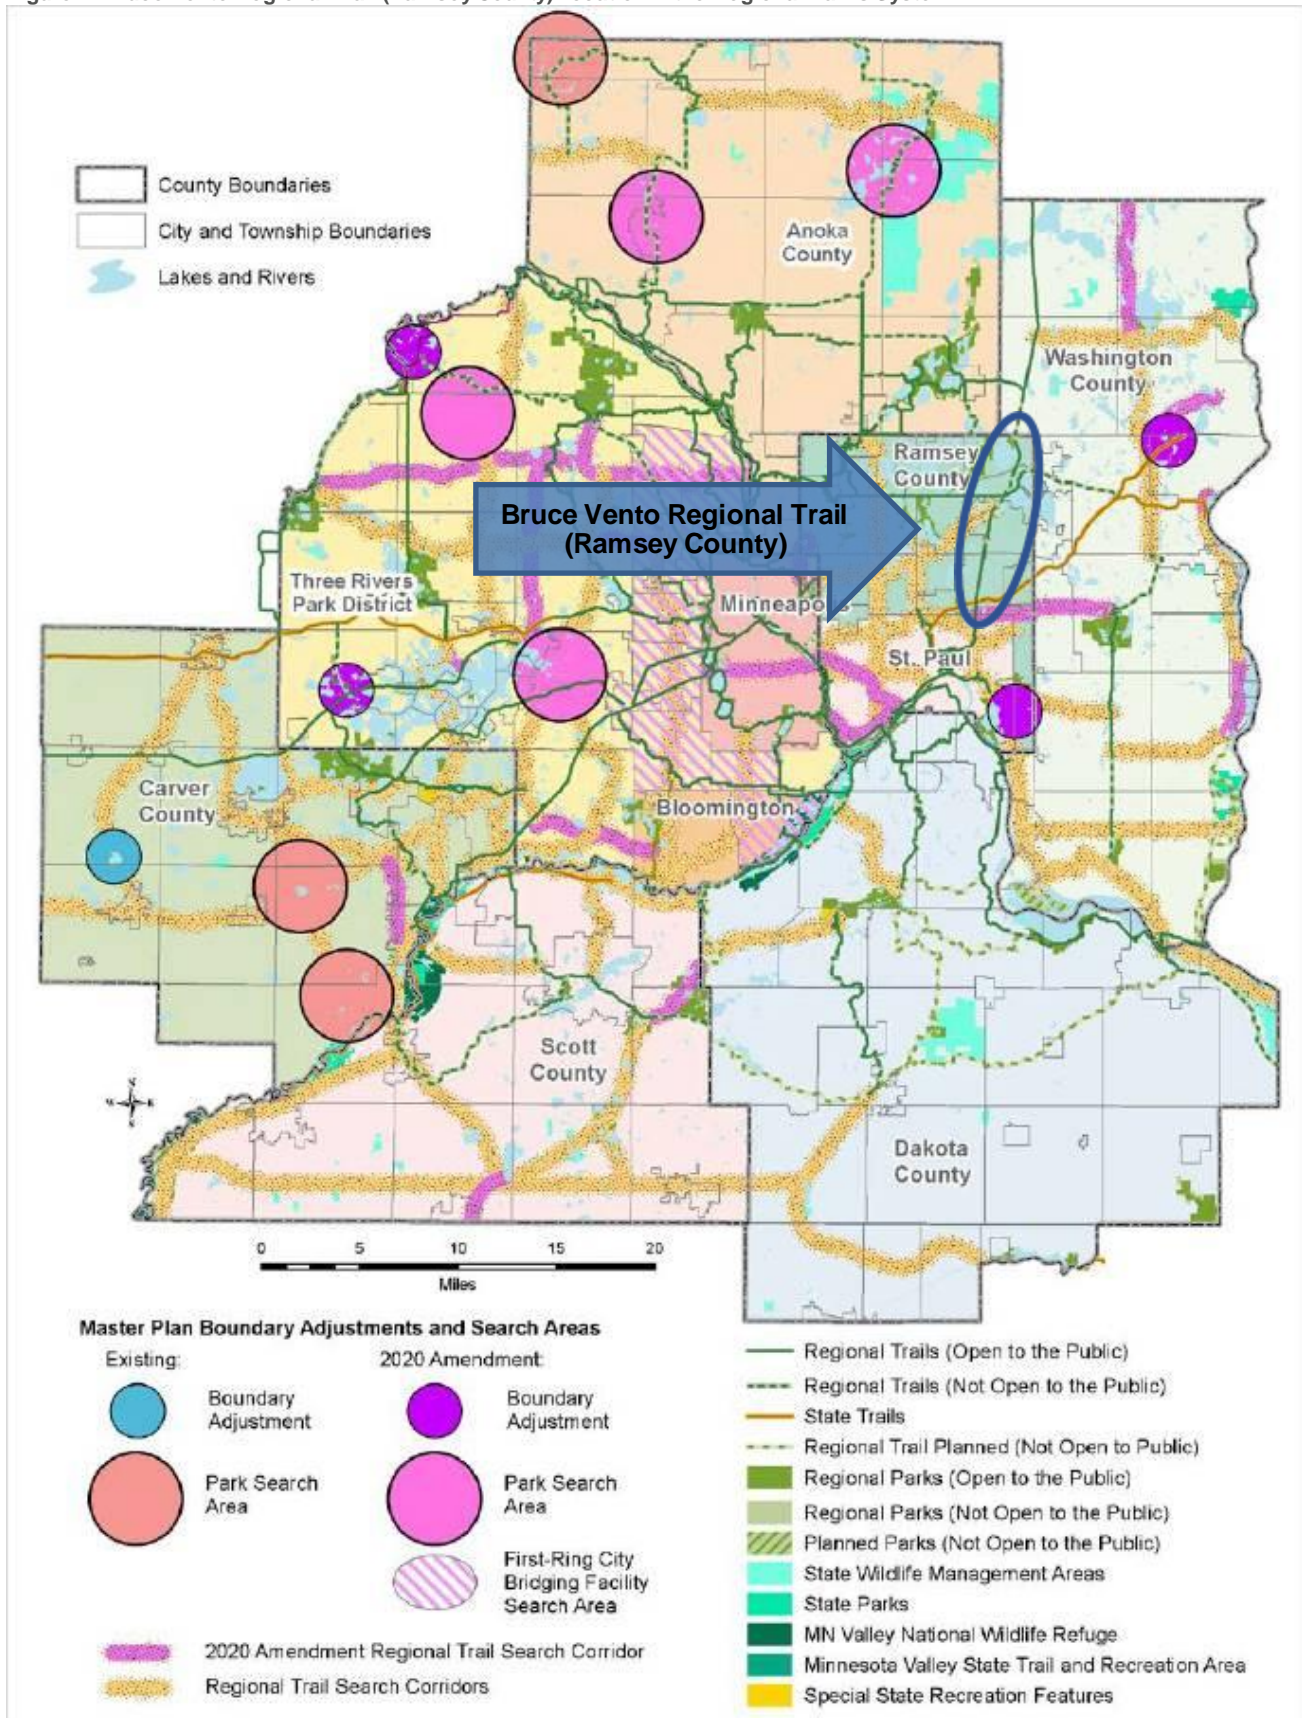 County Boundaries
City and Township Boundaries
Lakes and Rivers
Anoka
County
Washington
County
Ramsey
County
Bruce Vento Regional Trail
(Ramsey County)
Three Rivers
Park District
St. Paul
Carver
County
Bloomington
Scott
County
Dakota
County
0 5 10 15 20
Miles
Master Plan Boundary Adjustments and Search Areas
Existing:
Boundary
Adjustment
Park Search
Area
2020 Amendment:
Boundary
Adjustment
Park Search
Area
First-Ring City
Bridging Facility
Search Area
2020 Amendment Regional Trail Search Corridor
Regional Trail Search Corridors
Regional Trails (Open to the Public)
Regional Trails (Not Open to the Public)
State Trails
Regional Trail Planned (Not Open to Public)
Regional Parks (Open to the Public)
Regional Parks (Not Open to the Public)
Planned Parks (Not Open to the Public)
State Wildlife Management Areas
State Parks
MN Valley National Wildlife Refuge
Minnesota Valley State Trail and Recreation Area
Special State Recreation Features